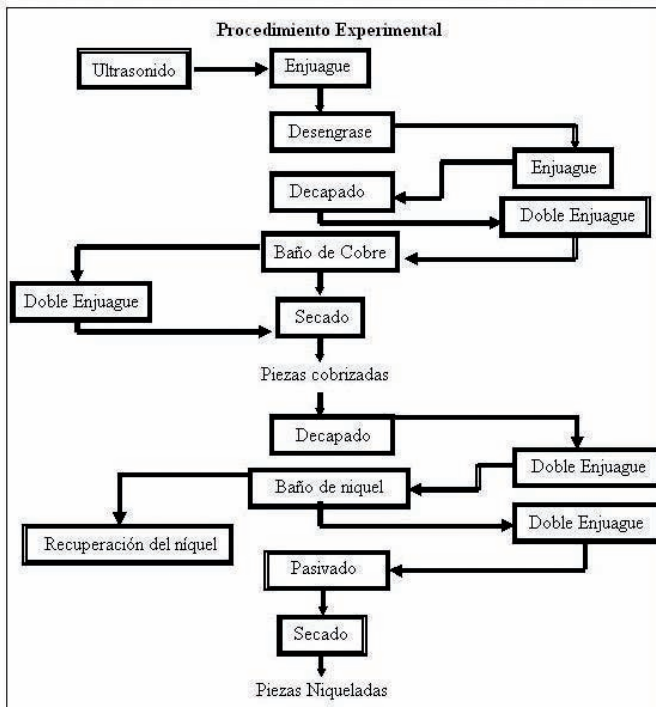 Procedimiento Experimental
Ultrasonido
Enjuague
Desengrase
Enjuague
Decapado
Doble Enjuague
Baño de Cobre
Doble Enjuague
Secado
Piezas cobrizadas
Decapado
Doble Enjuague
Baño de niquel
Doble Enjuague
Recuperación del níquel
Pasivado
Secado
Piezas Niqueladas